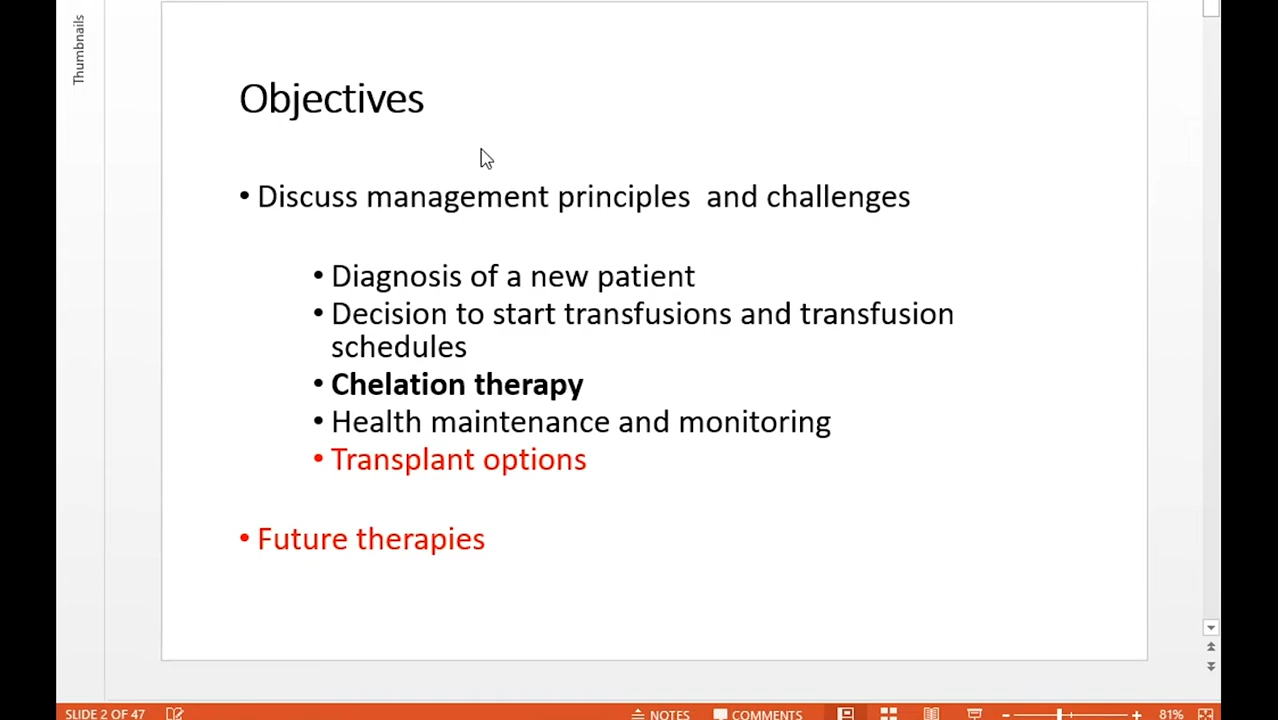 Thumbnails
Objectives
• Discuss management principles  and challenges
• Diagnosis of a new patient
• Decision to start transfusions and transfusion
schedules
• Chelation therapy
• Health maintenance and monitoring
• Transplant options
• Future therapies
SLIDE 2 OF 47 NOTES COMMENTS 81%